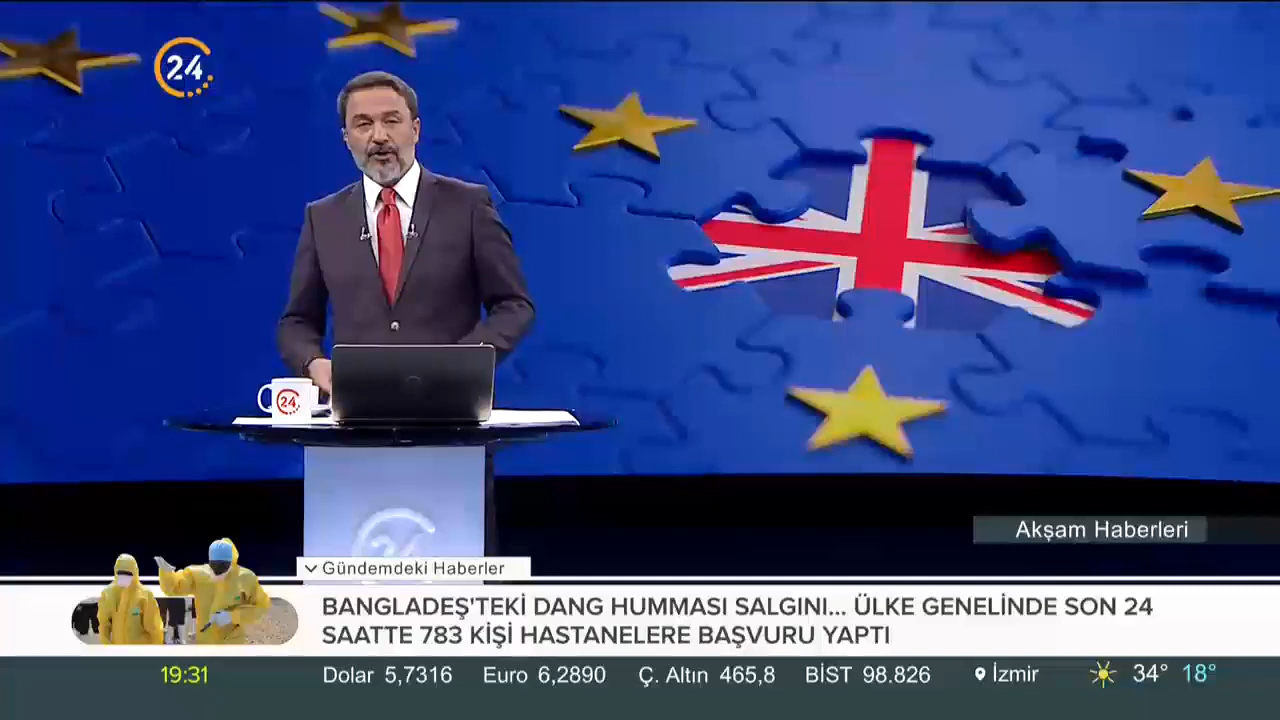 24
24
24
Akşam Haberleri
Gündemdeki Haberler
BANGLADEŞ'TEKİ DANG HUMMASI SALGINI... ÜLKE GENELİNDE SON 24
SAATTE 783 KİŞİ HASTANELERE BAŞVURU YAPTI
19:31 Dolar 5,7316 Euro 6,2890 Ç. Altın 465,8 BİST 98.826 İzmir 34° 18°